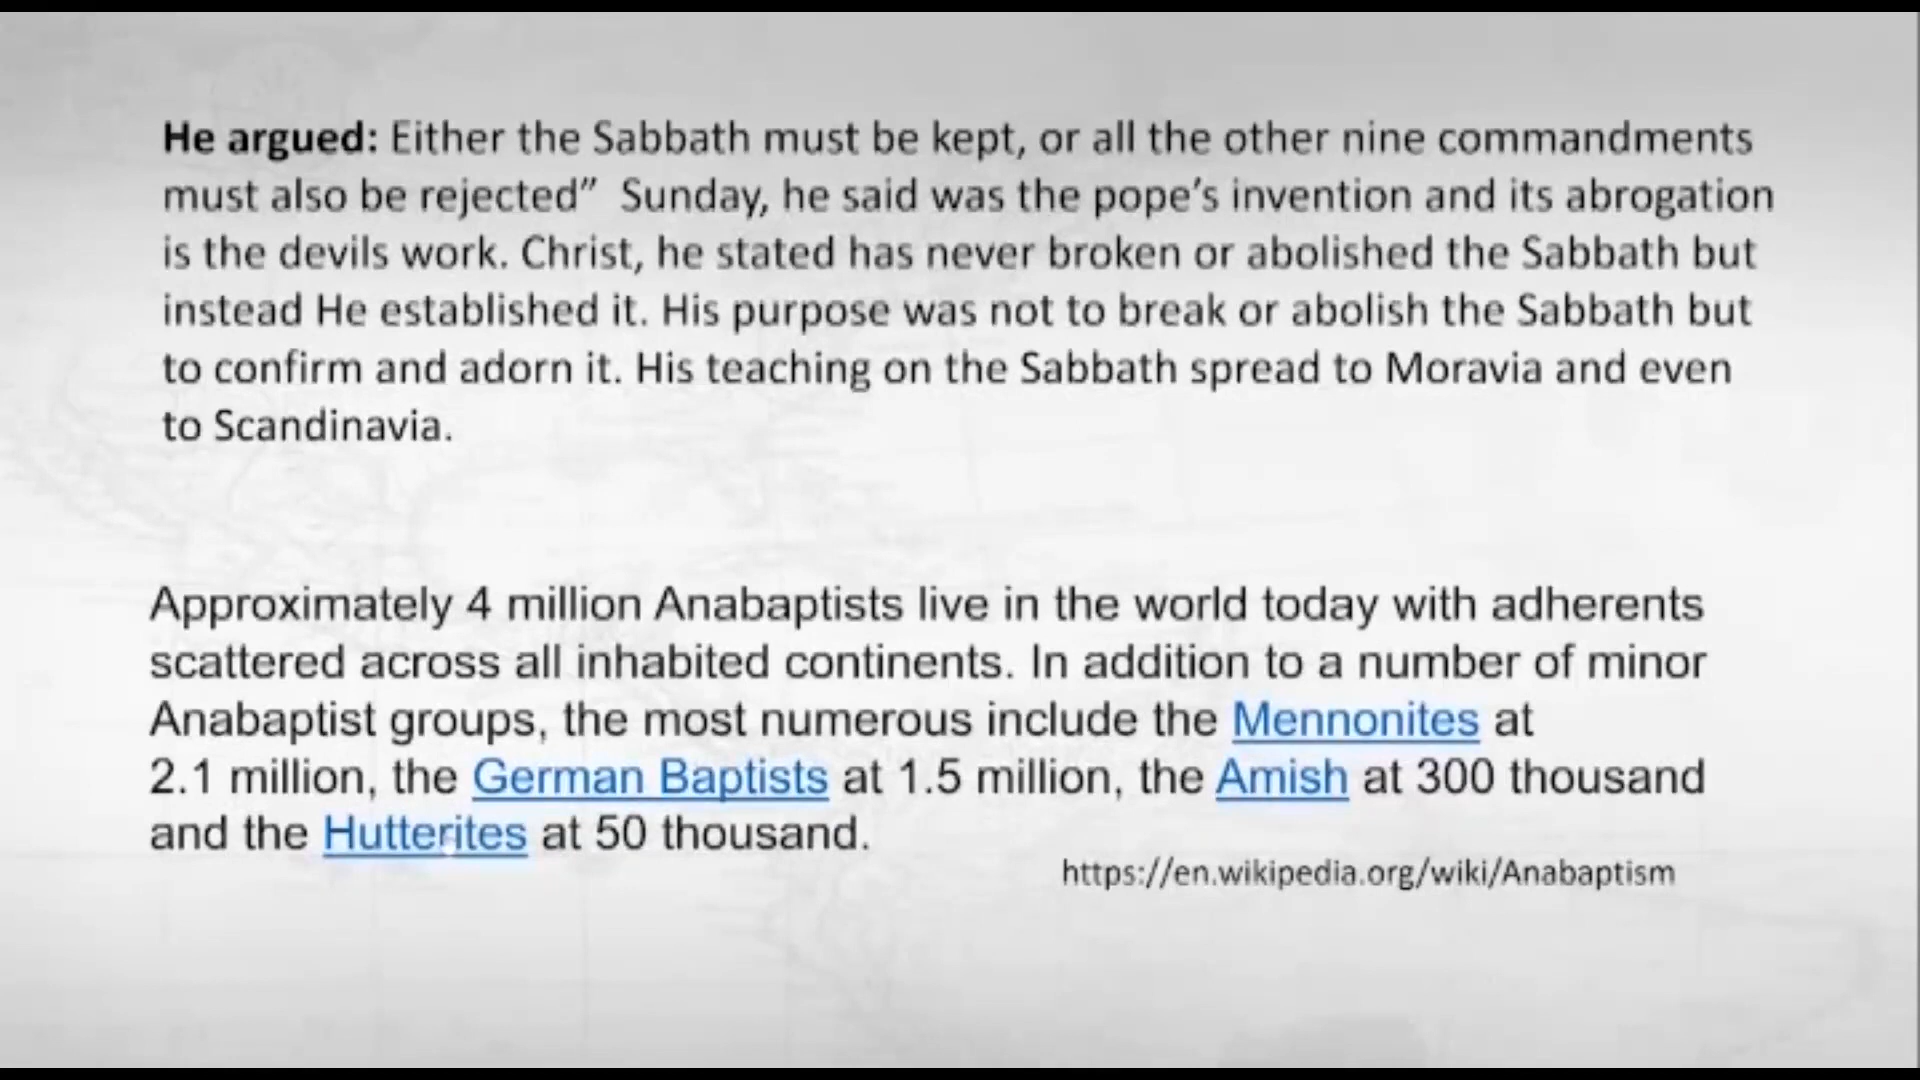 He argued: Either the Sabbath must be kept, or all the other nine commandments
must also be rejected” Sunday, he said was the pope’s invention and its abrogation
is the devils work. Christ, he stated has never broken or abolished the Sabbath but
instead He established it. His purpose was not to break or abolish the Sabbath but
to confirm and adorn it. His teaching on the Sabbath spread to Moravia and even
to Scandinavia.
Approximately 4 million Anabaptists live in the world today with adherents
scattered across all inhabited continents. In addition to a number of minor
Anabaptist groups, the most numerous include the Mennonites at
2.1 million, the German Baptists at 1.5 million, the Amish at 300 thousand
and the Hutterites at 50 thousand.
https://en.wikipedia.org/wiki/Anabaptism